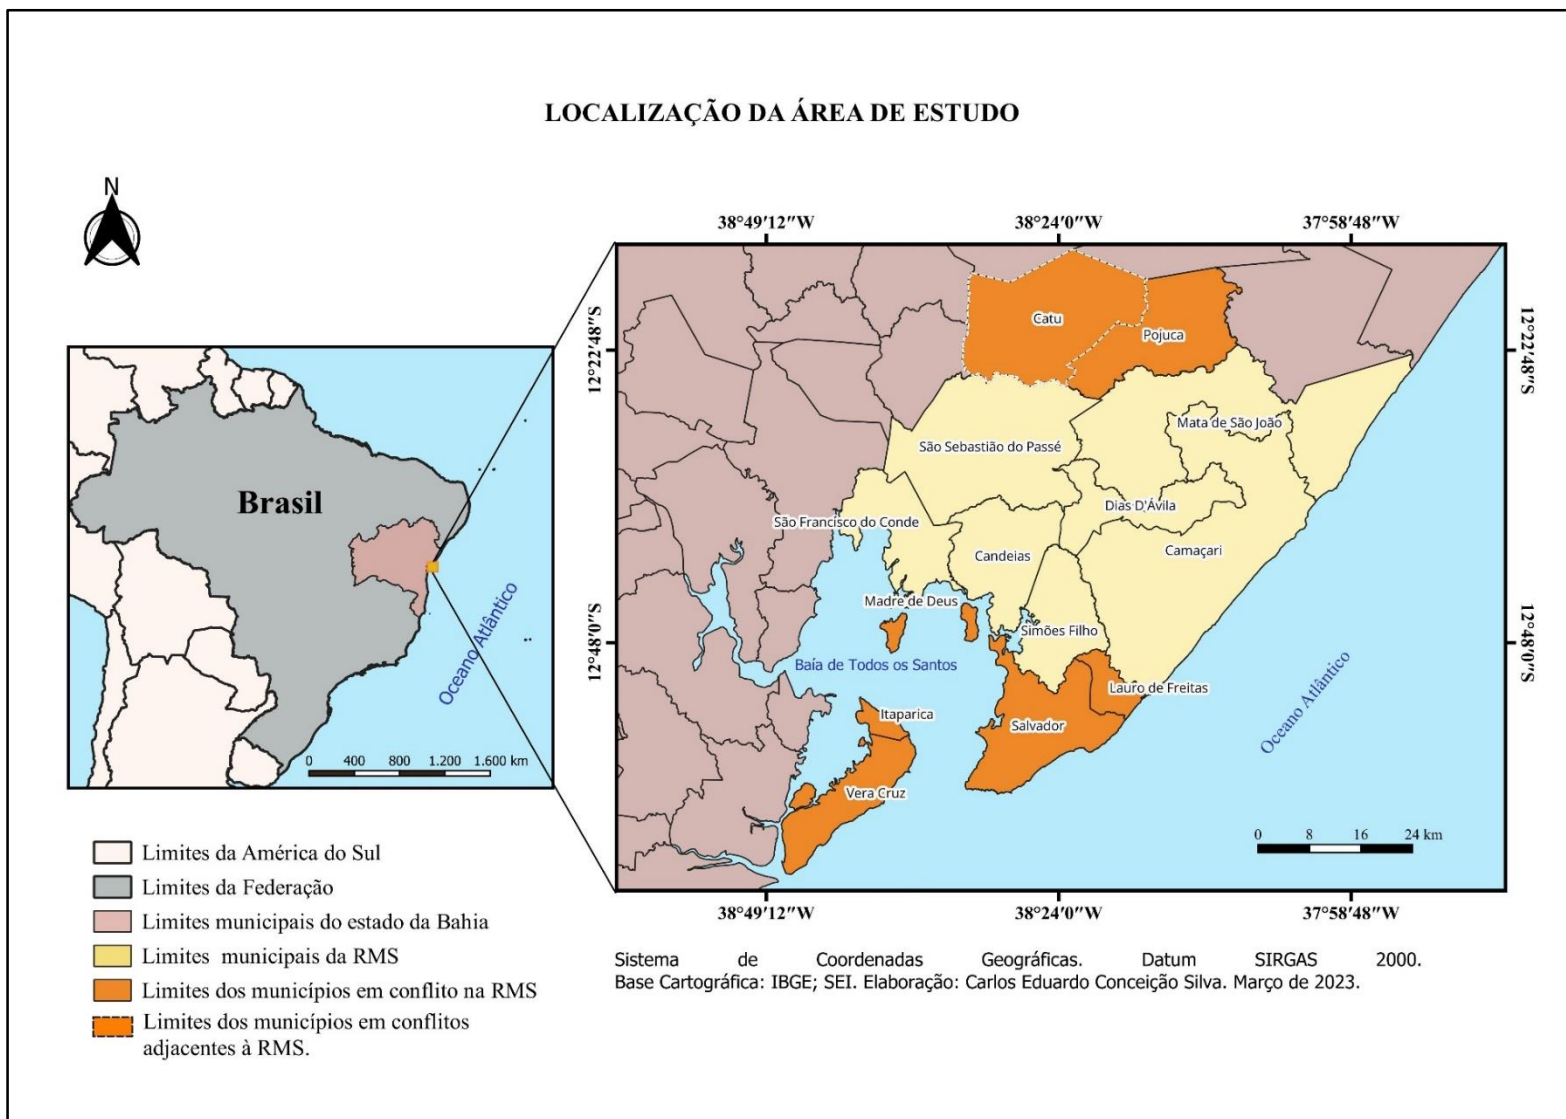 LOCALIZAÇÃO DA ÁREA DE ESTUDO
N
38°49'12"W
38°24'0"W
37°58'48"W
12°22'48"S
12°48'0"S
Catu
Pojuca
Mata de São João
São Sebastião do Passé
Dias D'Ávila
São Francisco do Conde
Camaçari
Candeias
Madre de Deus
Simões Filho
Baía de Todos os Santos
Lauro de Freitas
Itaparica
Salvador
Vera Cruz
Oceano Atlântico
0 8 16 24 km
12°22'48"S
12°48'0"S
38°49'12"W
38°24'0"W
37°58'48"W
Brasil
Oceano Atlântico
0 400 800 1.200 1.600 km
Limites da América do Sul
Limites da Federação
Limites municipais do estado da Bahia
Limites municipais da RMS
Limites dos municípios em conflito na RMS
Limites dos municípios em conflitos
adjacentes à RMS.
Sistema de Coordenadas Geográficas. Datum SIRGAS 2000.
Base Cartográfica: IBGE; SEI. Elaboração: Carlos Eduardo Conceição Silva. Março de 2023.